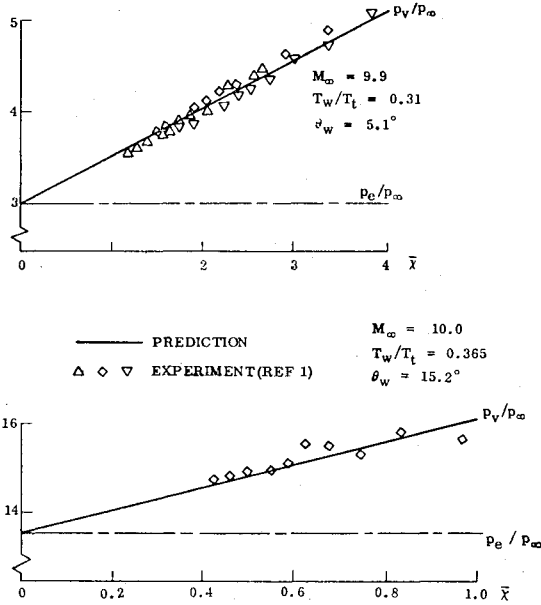 5
p_v/p_∞
M_∞ = 9.9
T_w/T_t = 0.31
ϑ_w = 5.1°
4
p_e/p_∞
3
0 2 3 4 χ̄
PREDICTION
△ ◇ ▽ EXPERIMENT(REF 1)
M_∞ = 10.0
T_w/T_t = 0.365
θ_w = 15.2°
16
p_v/p_∞
14
p_e/p_∞
0 0.2 0.4 0.6 0.8 1.0 χ̄